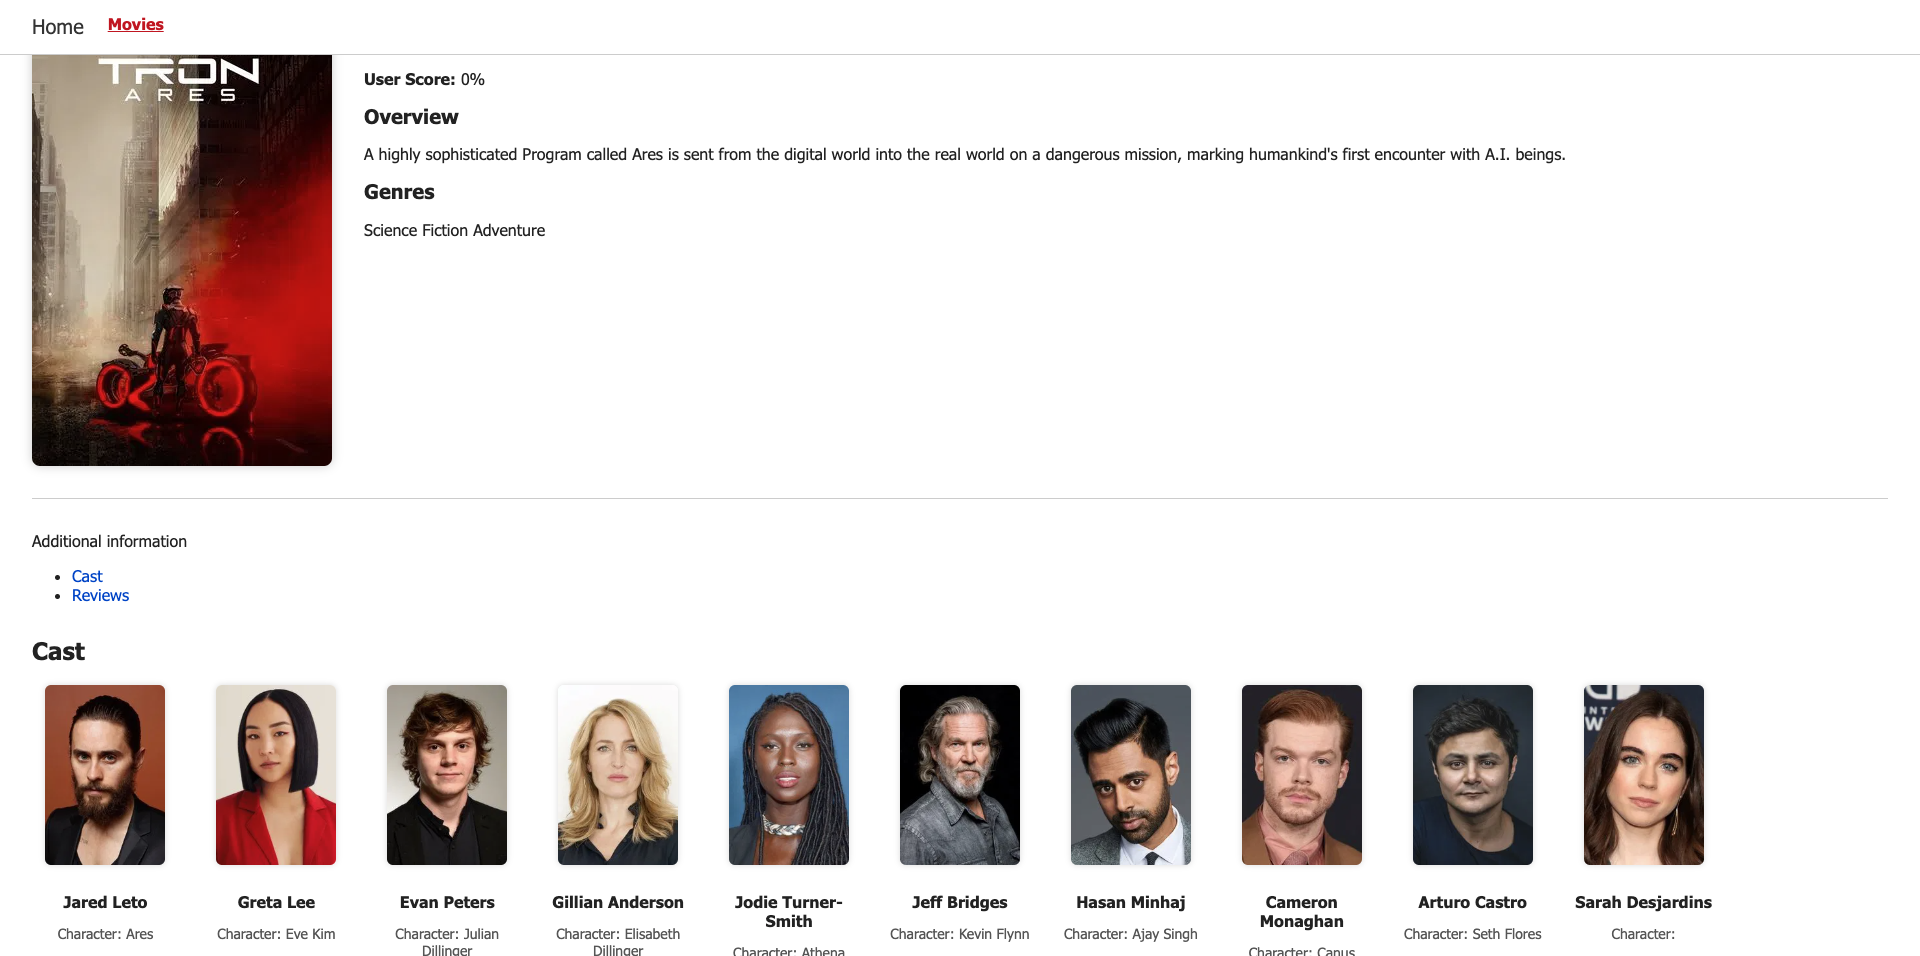 Home Movies
TRON
ARES
User Score: 0%
Overview
A highly sophisticated Program called Ares is sent from the digital world into the real world on a dangerous mission, marking humankind's first encounter with A.I. beings.
Genres
Science Fiction Adventure
Additional information
Cast
Reviews
Cast
Jared Leto
Character: Ares
Greta Lee
Character: Eve Kim
Evan Peters
Character: Julian
Dillinger
Gillian Anderson
Character: Elisabeth
Dillinger
Jodie Turner-
Smith
Character: Athena
Jeff Bridges
Character: Kevin Flynn
Hasan Minhaj
Character: Ajay Singh
Cameron
Monaghan
Character: Caius
Arturo Castro
Character: Seth Flores
Sarah Desjardins
Character: